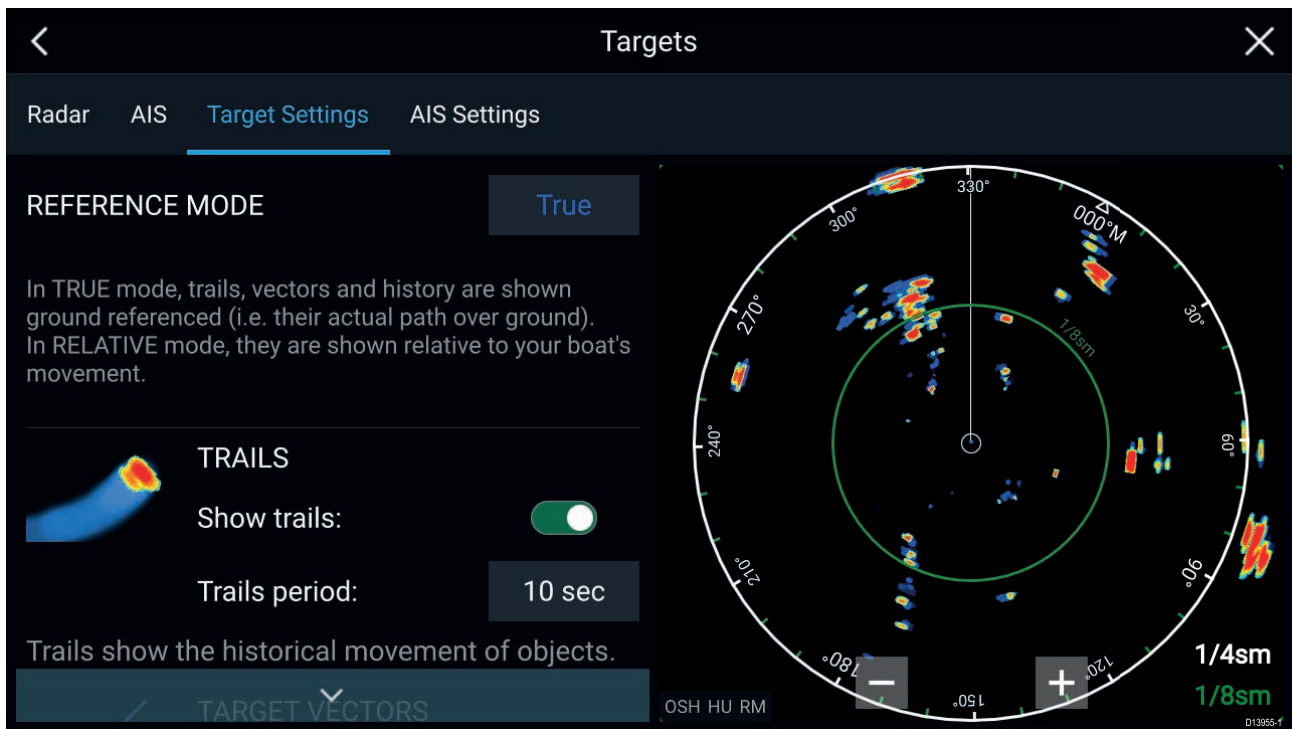 Targets
Radar
AIS
Target Settings
AIS Settings
REFERENCE MODE
True
In TRUE mode, trails, vectors and history are shown
ground referenced (i.e. their actual path over ground).
In RELATIVE mode, they are shown relative to your boat's
movement.
TRAILS
Show trails:
Trails period:
10 sec
Trails show the historical movement of objects.
TARGET VECTORS
330°
000°M
30°
60°
90°
120°
150°
180°
210°
240°
270°
300°
1/8sm
OSH HU RM
1/4sm
1/8sm
D13955-1